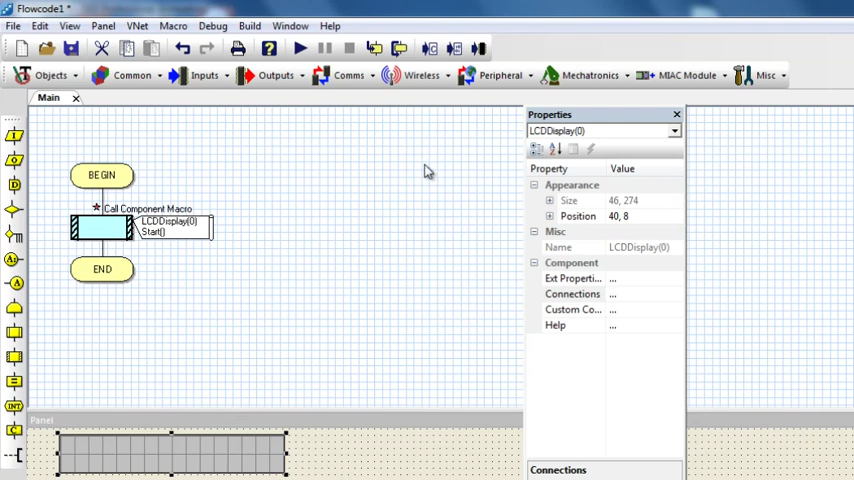 Flowcode1 *
File Edit View Panel VNet Macro Debug Build Window Help
Objects Common Inputs Outputs Comms Wireless Peripheral Mechatronics MIAC Module Misc
Main
BEGIN
Call Component Macro
LCDDisplay(0)
Start()
END
Properties
LCDDisplay(0)
Property Value
Appearance
Size 46, 274
Position 40, 8
Misc
Name LCDDisplay(0)
Component
Ext Properti... ...
Connections ...
Custom Co... ...
Help ...
Connections
Panel
I
O
D
A
A
INT
C